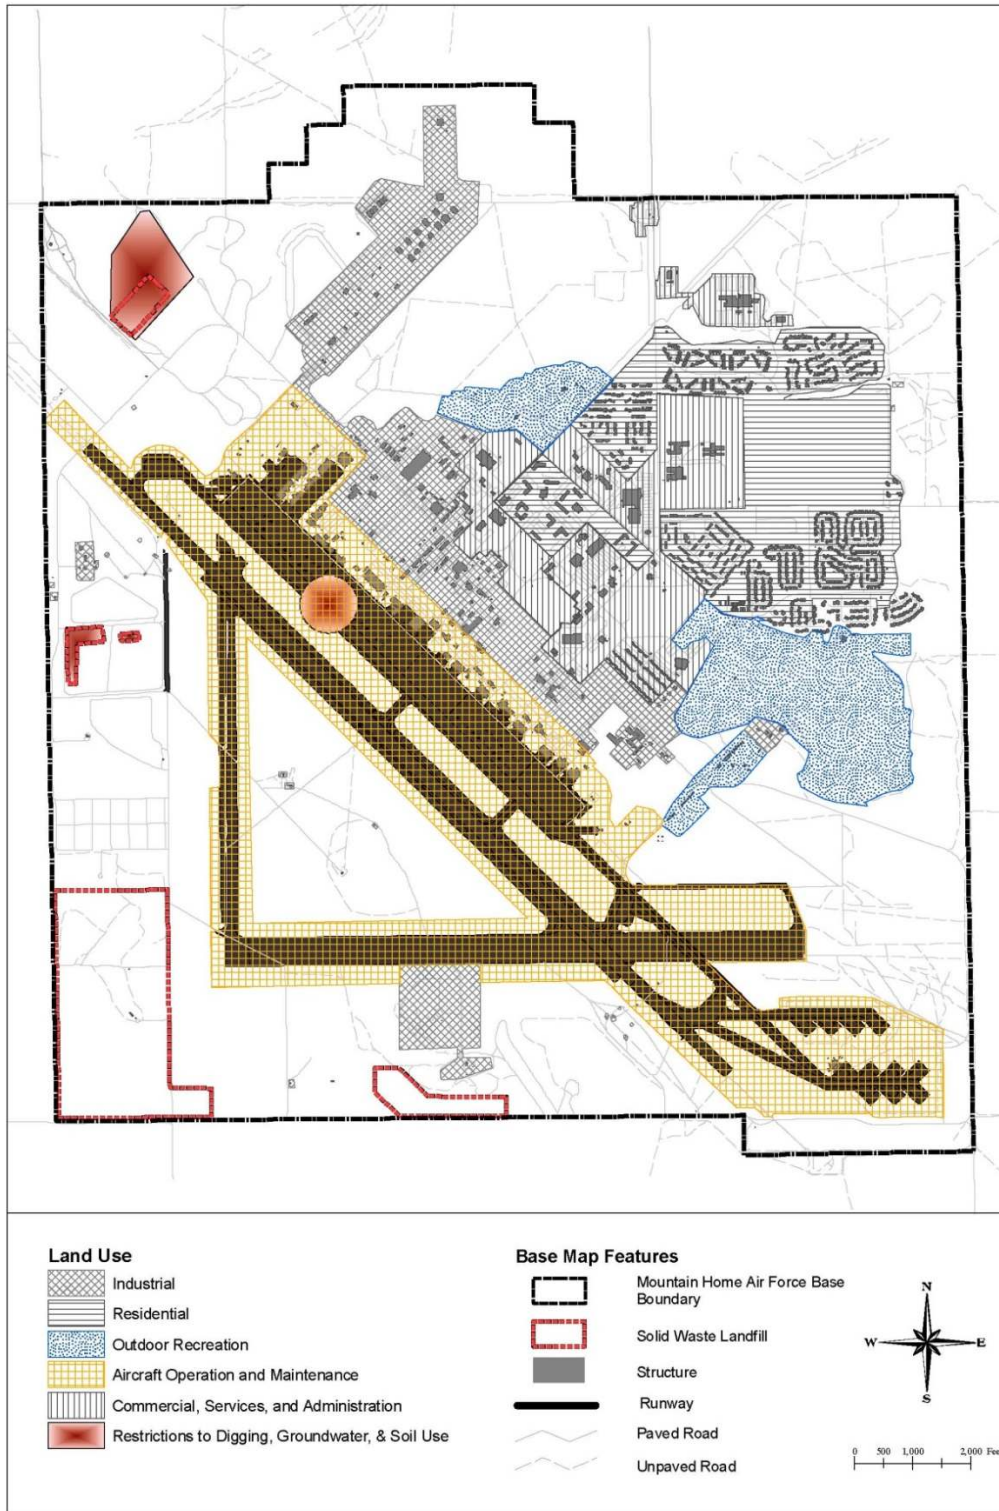 Land Use
Industrial
Residential
Outdoor Recreation
Aircraft Operation and Maintenance
Commercial, Services, and Administration
Restrictions to Digging, Groundwater, & Soil Use
Base Map Features
Mountain Home Air Force Base
Boundary
Solid Waste Landfill
Structure
Runway
Paved Road
Unpaved Road
N
W E
S
0 500 1,000 2,000 Fee